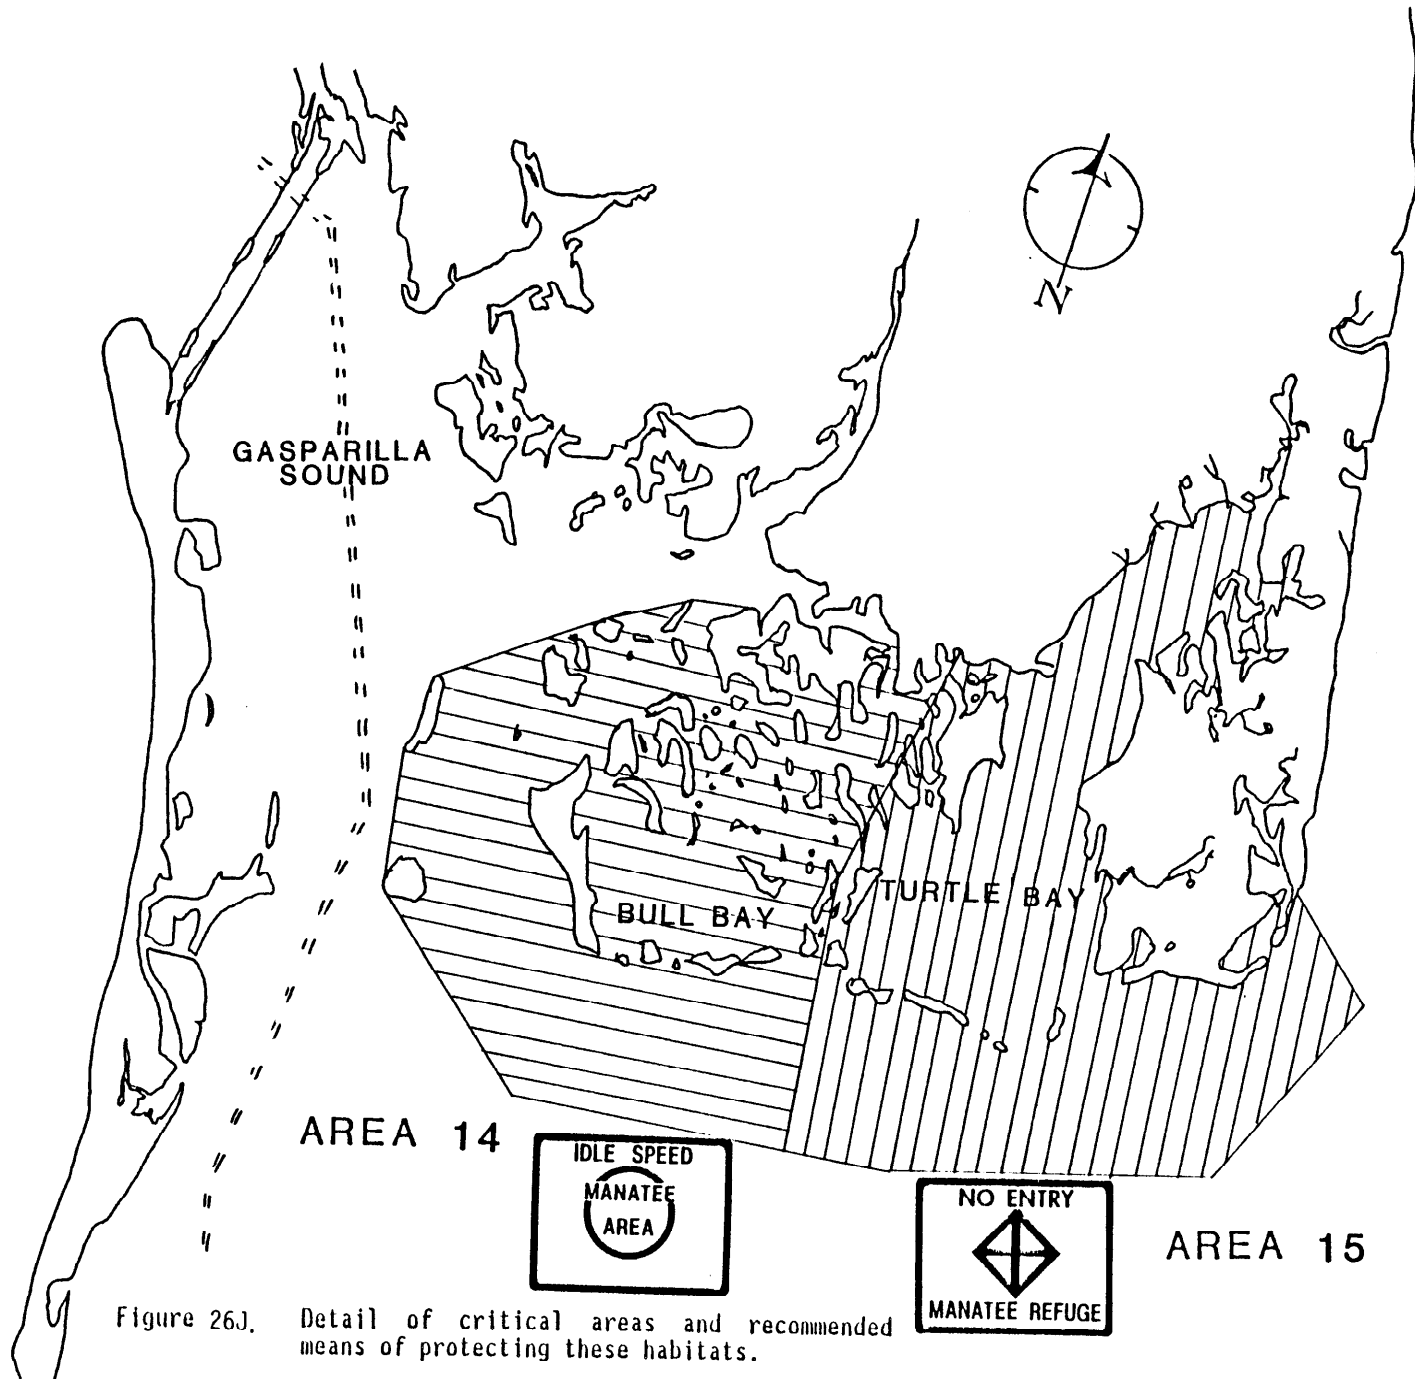 N
GASPARILLA
SOUND
BULL BAY
TURTLE BAY
AREA 14
IDLE SPEED
MANATEE
AREA
NO ENTRY
MANATEE REFUGE
AREA 15
Figure 26J. Detail of critical areas and recommended
means of protecting these habitats.